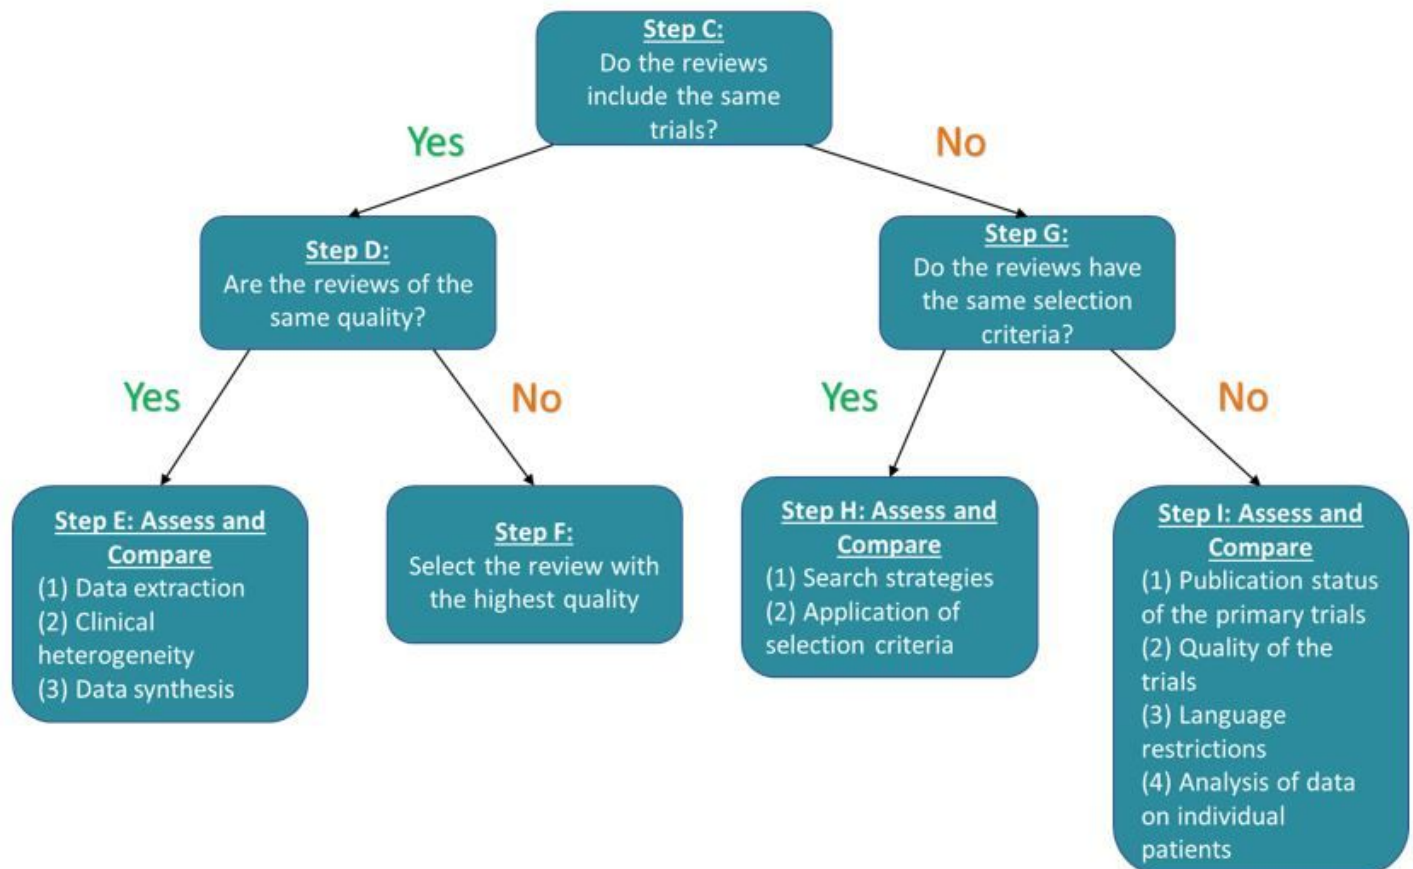 Step C:
Do the reviews
include the same
trials?
Yes
No
Step D:
Are the reviews of the
same quality?
Step G:
Do the reviews have
the same selection
criteria?
Yes
No
Yes
No
Step E: Assess and
Compare
(1) Data extraction
(2) Clinical
heterogeneity
(3) Data synthesis
Step F:
Select the review with
the highest quality
Step H: Assess and
Compare
(1) Search strategies
(2) Application of
selection criteria
Step I: Assess and
Compare
(1) Publication status
of the primary trials
(2) Quality of the
trials
(3) Language
restrictions
(4) Analysis of data
on individual
patients